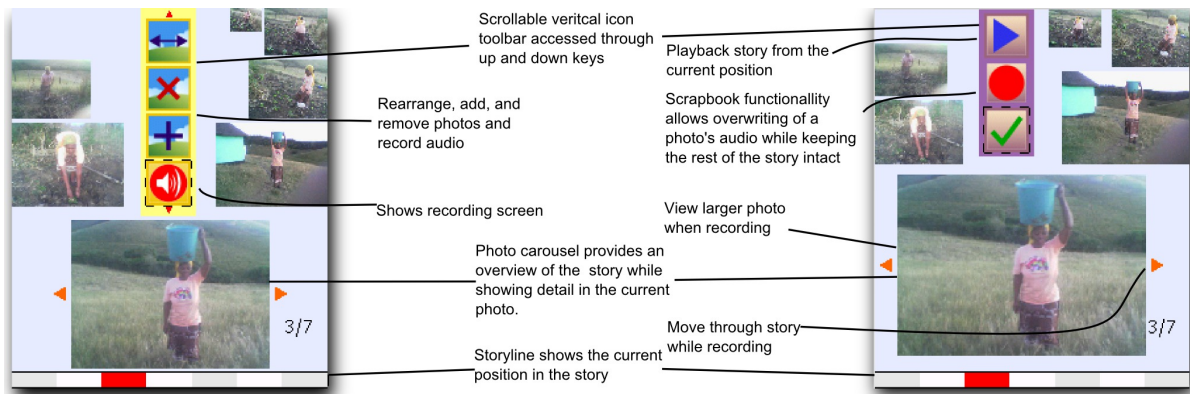 Scrollable veritcal icon
toolbar accessed through
up and down keys
Playback story from the
current position
Rearrange, add, and
remove photos and
record audio
Scrapbook functionallity
allows overwriting of a
photo's audio while keeping
the rest of the story intact
Shows recording screen
View larger photo
when recording
Photo carousel provides an
overview of the story while
showing detail in the current
photo.
3/7
Move through story
while recording
3/7
Storyline shows the current
position in the story